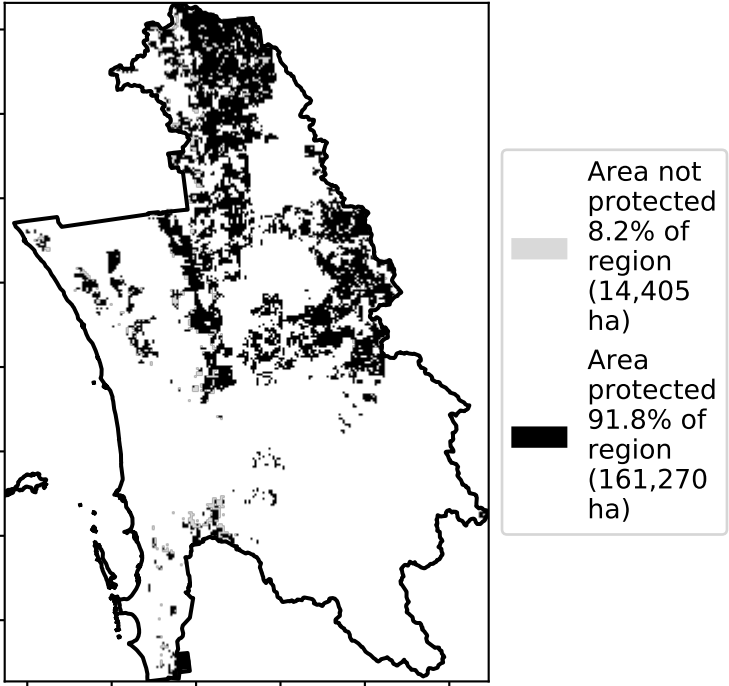 Area not
protected
8.2% of
region
(14,405
ha)
Area
protected
91.8% of
region
(161,270
ha)